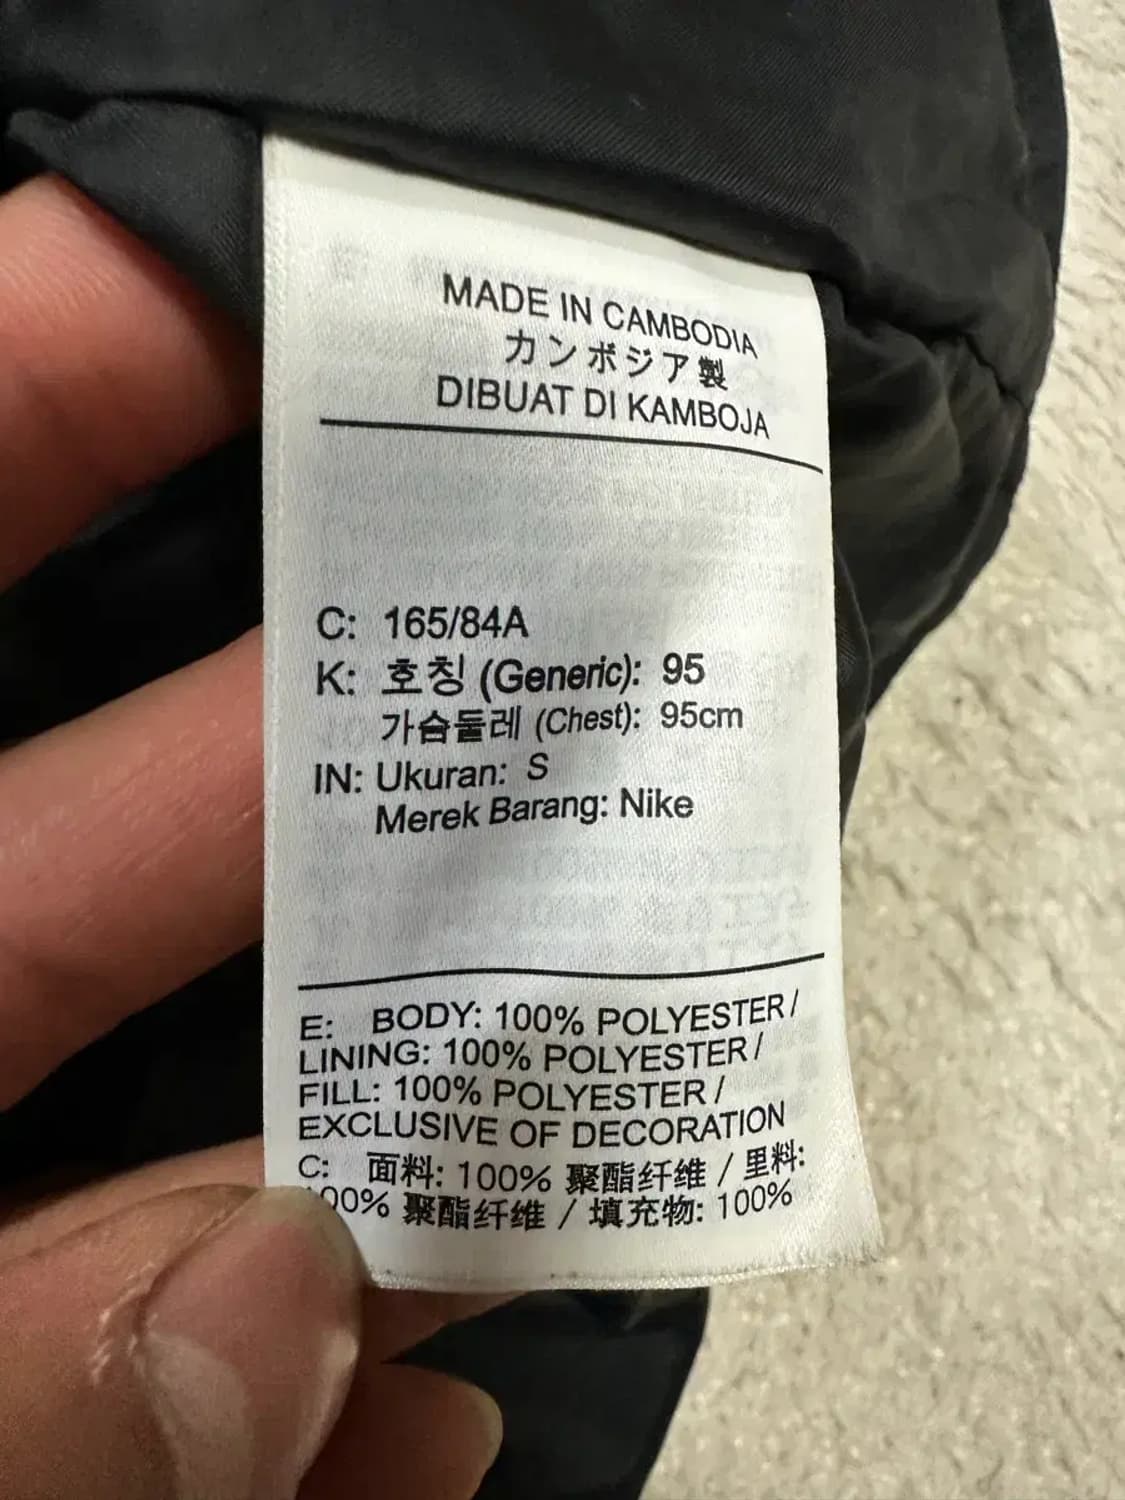 MADE IN CAMBODIA
カンボジア製
DIBUAT DI KAMBOJA
C: 165/84A
K: 호칭 (Generic): 95
가슴둘레 (Chest): 95cm
IN: Ukuran: S
Merek Barang: Nike
E: BODY: 100% POLYESTER /
LINING: 100% POLYESTER /
FILL: 100% POLYESTER /
EXCLUSIVE OF DECORATION
C: 面料: 100% 聚酯纤维 / 里料:
100% 聚酯纤维 / 填充物: 100%